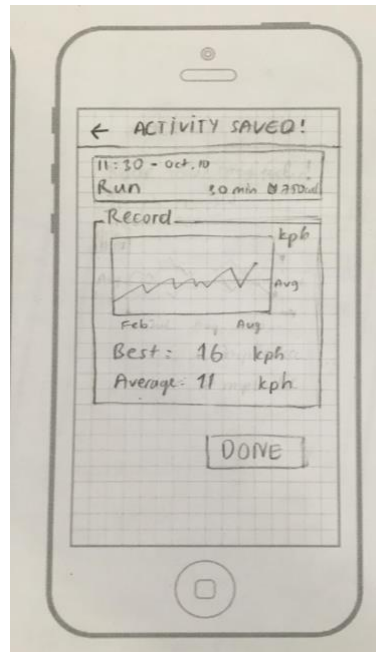 ← ACTIVITY SAVED!
11:30 - Oct. 10
Run 30 min 750cal
Record
kph
Avg
Feb Aug
Best: 16 kph
Average: 11 kph
DONE